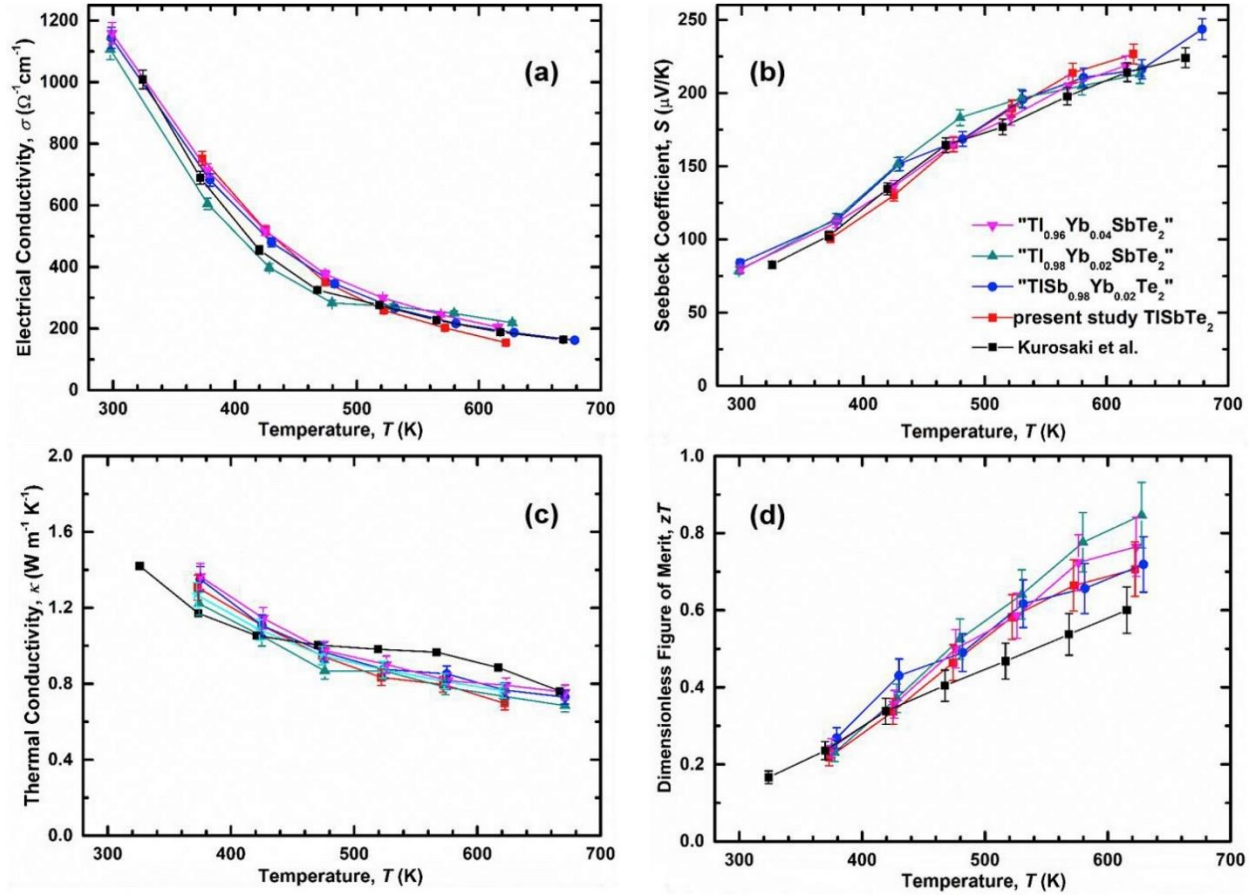 1200
1000
800
600
400
200
0
Electrical Conductivity, σ (Ω⁻¹cm⁻¹)
(a)
300 400 500 600 700
Temperature, T (K)
250
200
150
100
50
0
Seebeck Coefficient, S (μV/K)
(b)
"Tl₀.₉₆Yb₀.₀₄SbTe₂"
"Tl₀.₉₈Yb₀.₀₂SbTe₂"
"TlSb₀.₉₈Yb₀.₀₂Te₂"
present study TlSbTe₂
Kurosaki et al.
300 400 500 600 700
Temperature, T (K)
2.0
1.6
1.2
0.8
0.4
0.0
Thermal Conductivity, κ (W m⁻¹ K⁻¹)
(c)
300 400 500 600 700
Temperature, T (K)
1.0
0.8
0.6
0.4
0.2
0.0
Dimensionless Figure of Merit, zT
(d)
300 400 500 600 700
Temperature, T (K)